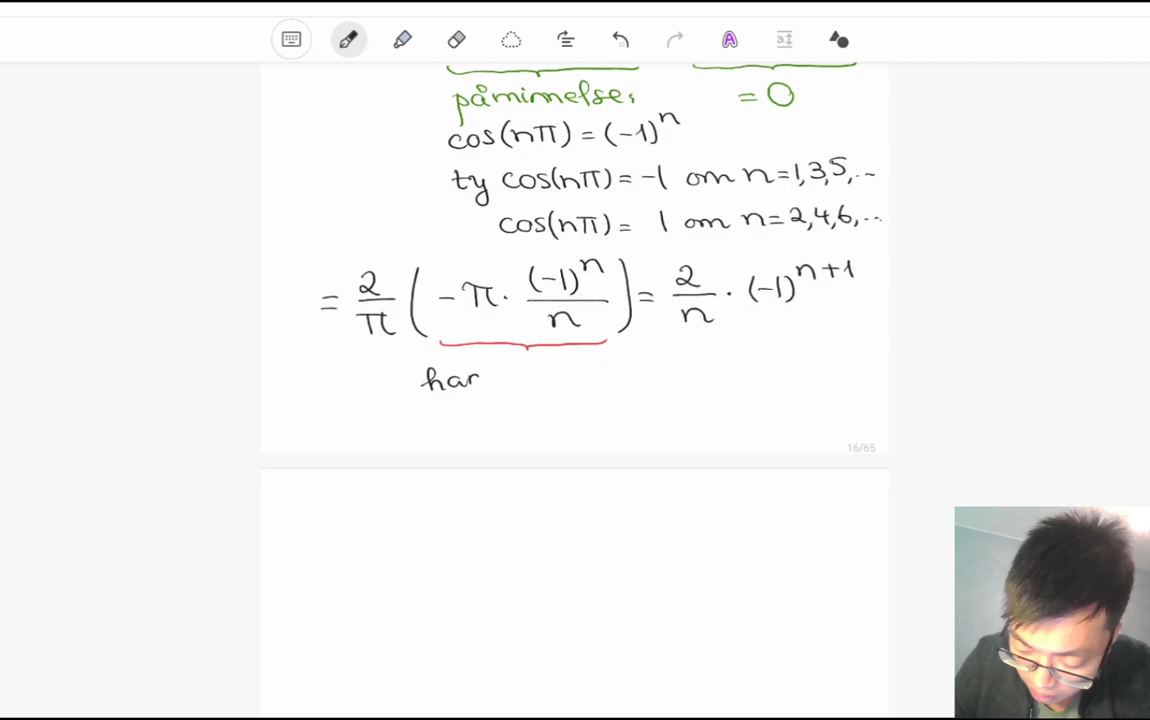 påminnelse: = 0
cos(nπ) = (-1)^n
ty cos(nπ) = -1 om n=1,3,5,...
cos(nπ) = 1 om n=2,4,6,...
= 2/π ( -π · (-1)^n/n ) = 2/n · (-1)^{n+1}
har
16/65